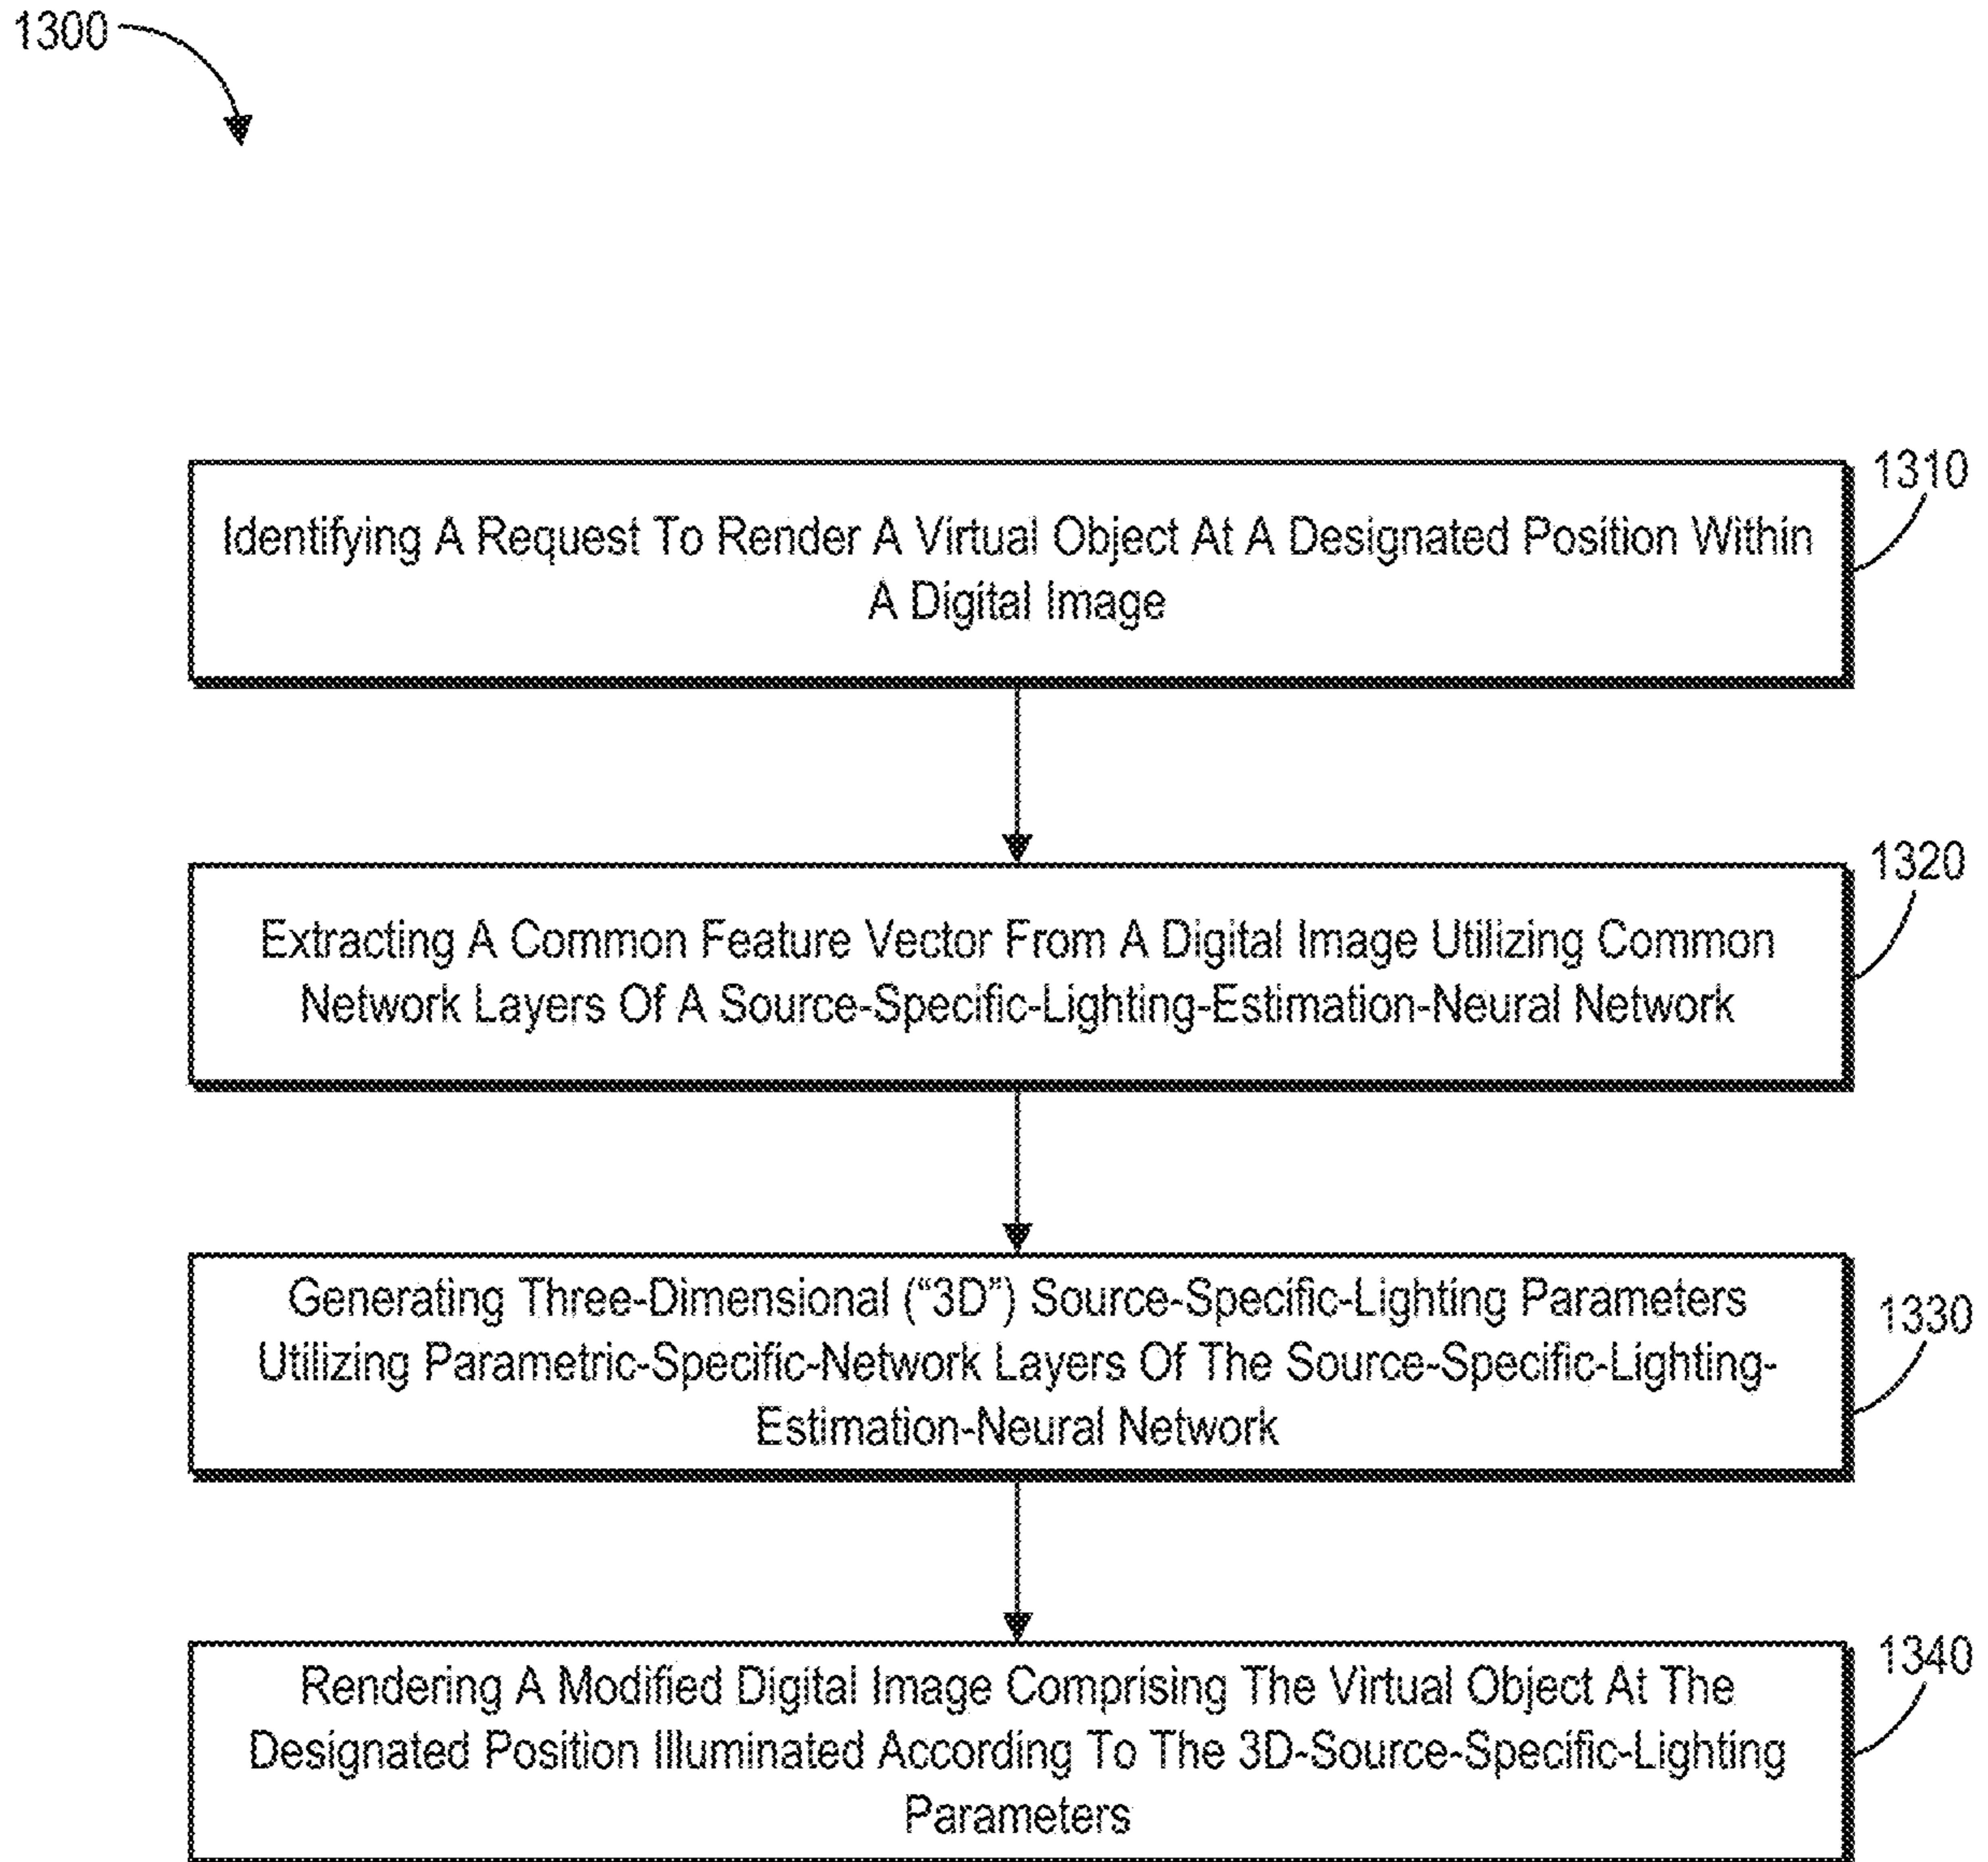 1300
1310
Identifying A Request To Render A Virtual Object At A Designated Position Within
A Digital Image
1320
Extracting A Common Feature Vector From A Digital Image Utilizing Common
Network Layers Of A Source-Specific-Lighting-Estimation-Neural Network
1330
Generating Three-Dimensional (“3D”) Source-Specific-Lighting Parameters
Utilizing Parametric-Specific-Network Layers Of The Source-Specific-Lighting-
Estimation-Neural Network
1340
Rendering A Modified Digital Image Comprising The Virtual Object At The
Designated Position Illuminated According To The 3D-Source-Specific-Lighting
Parameters